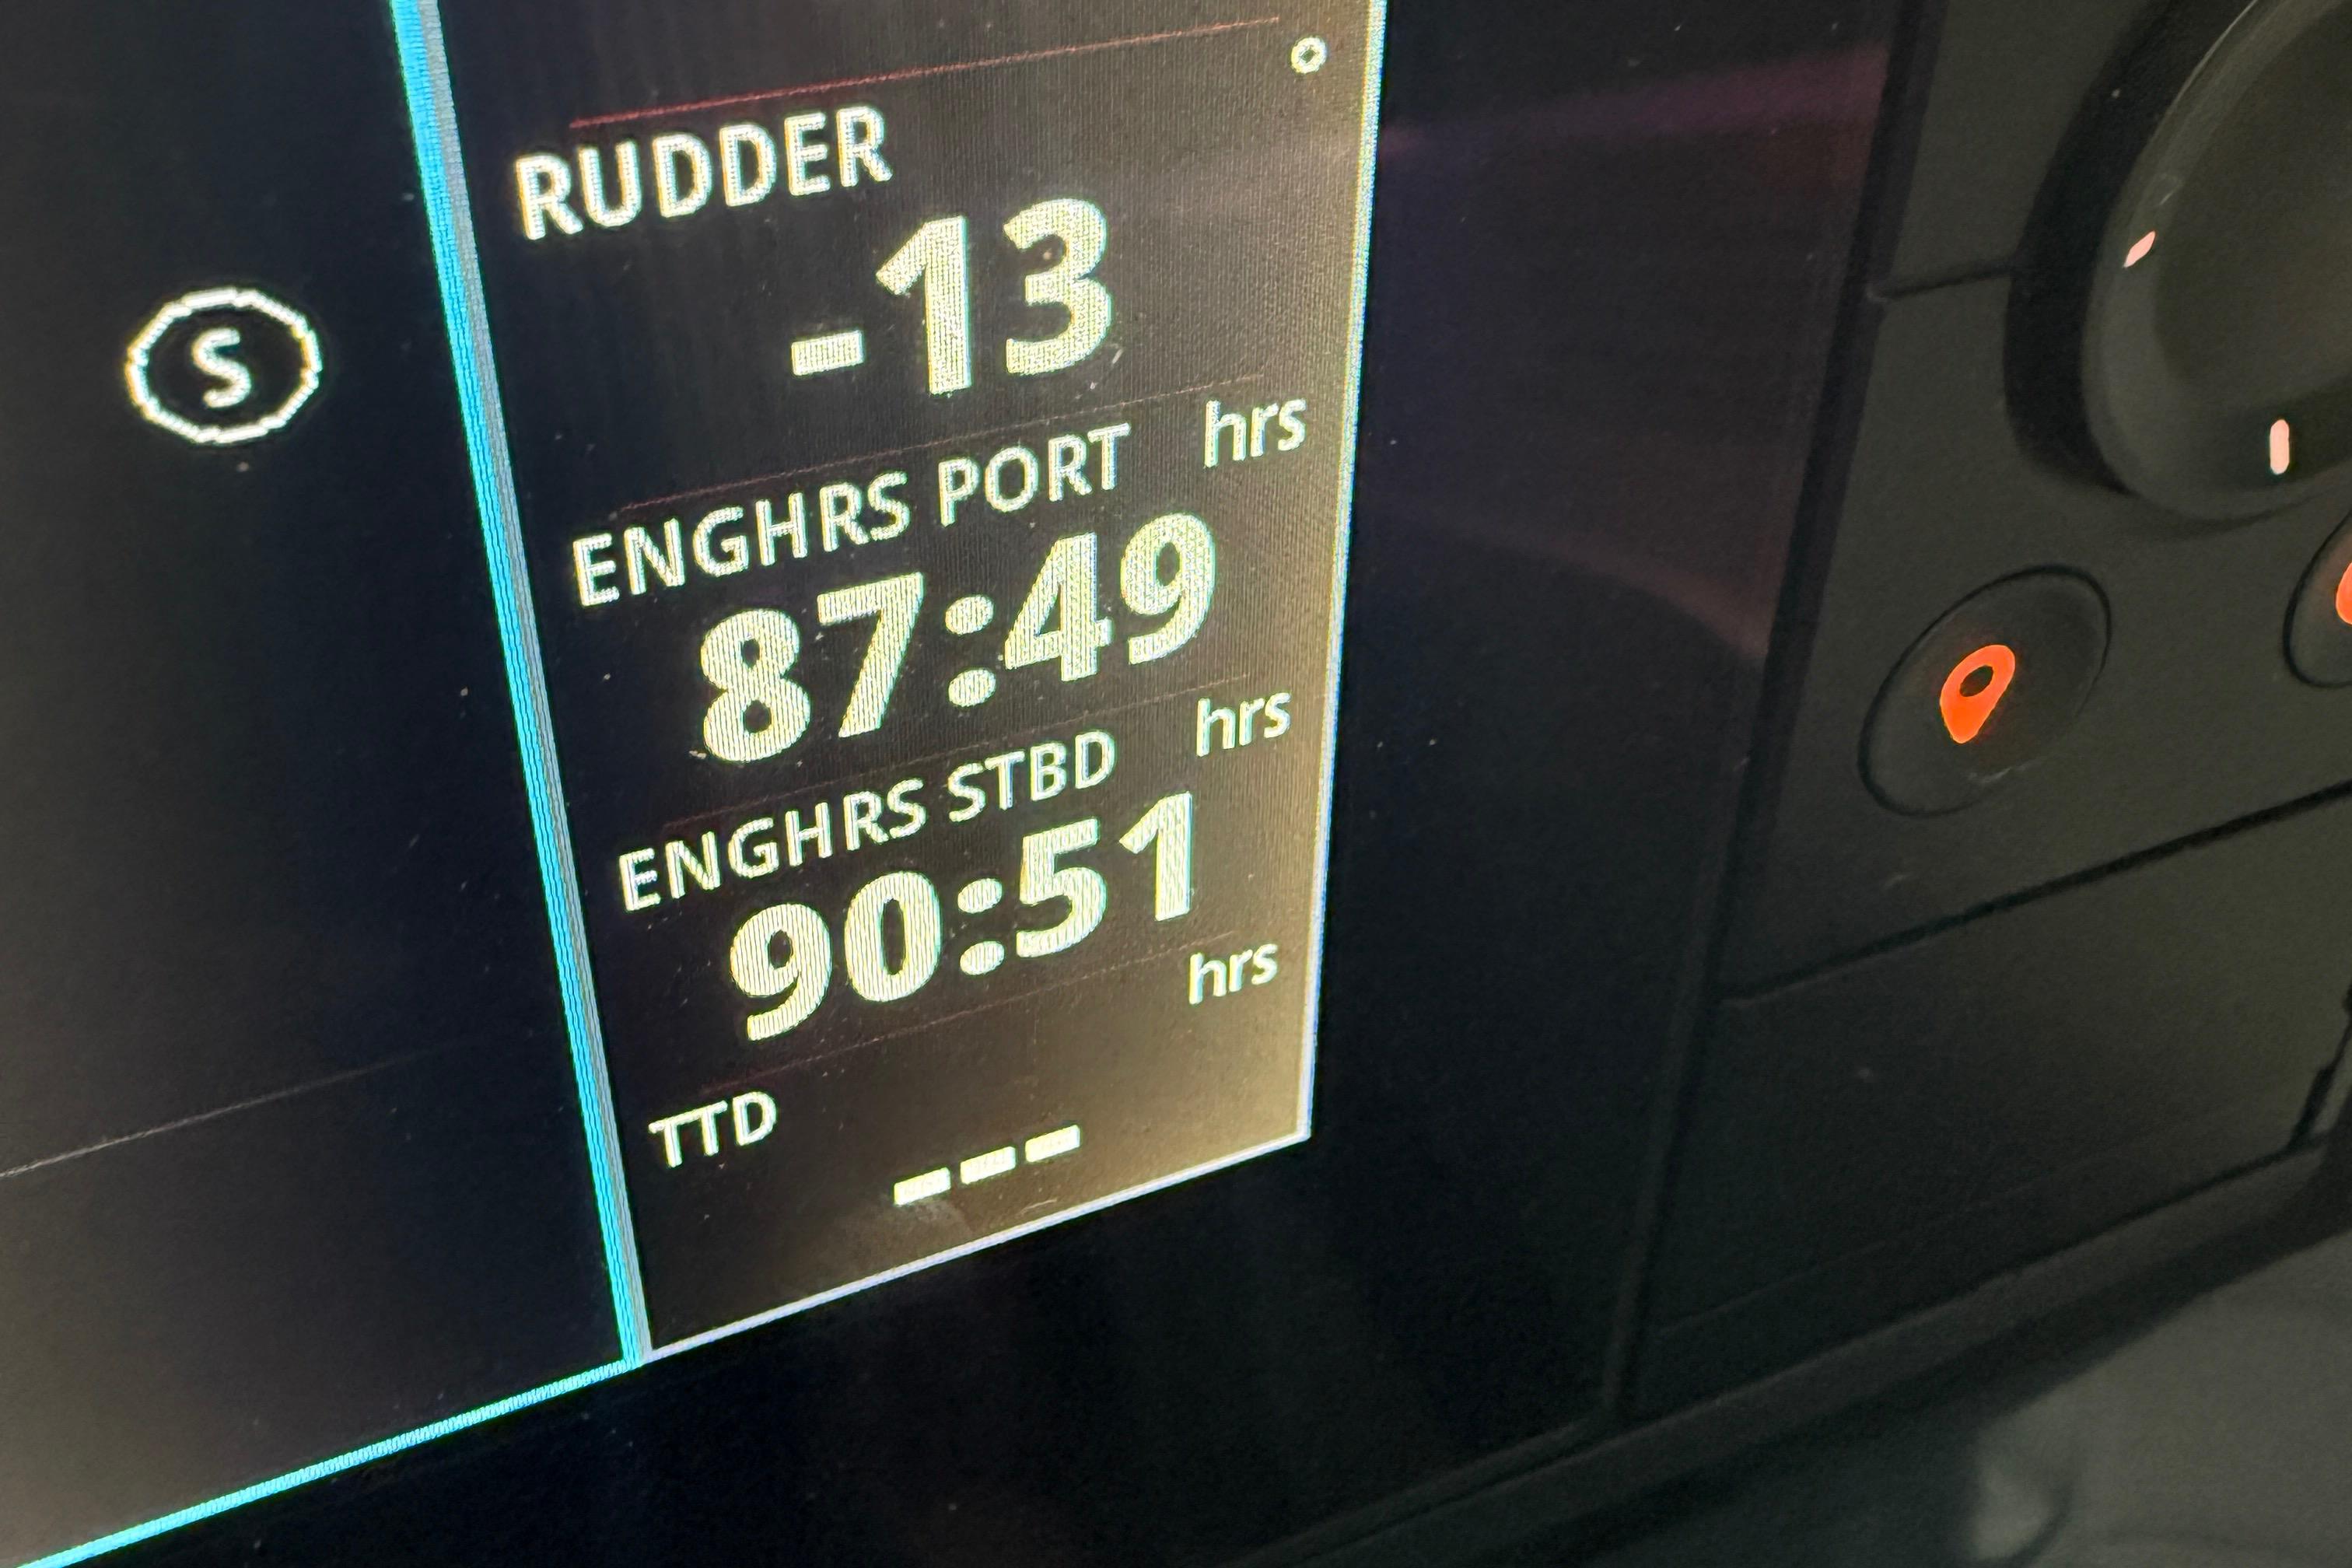 °
RUDDER
-13
hrs
ENGHRS PORT
87:49
hrs
ENGHRS STBD
90:51
hrs
TTD
---
S